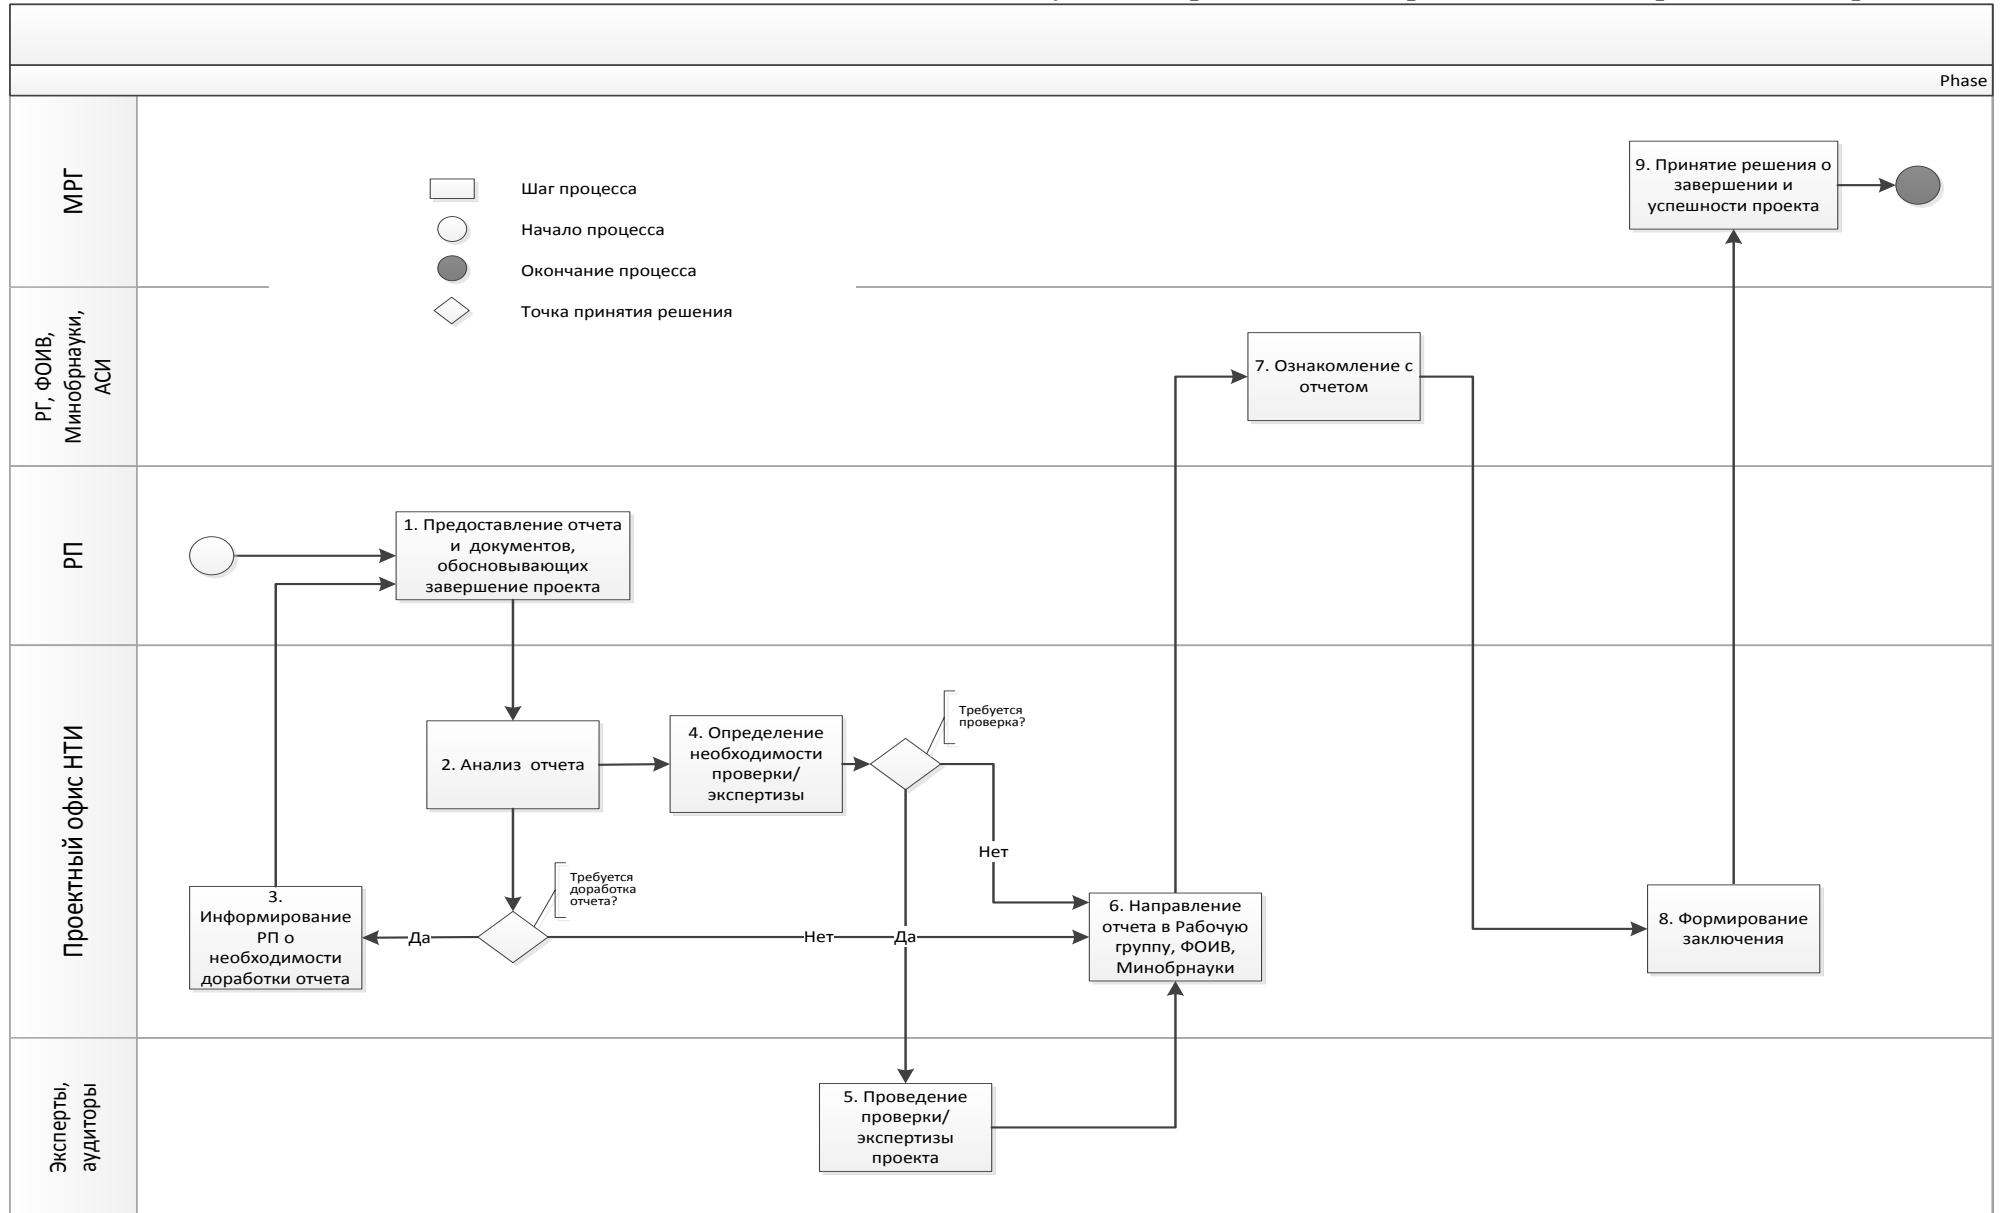 Phase
МРГ
Шаг процесса
Начало процесса
Окончание процесса
Точка принятия решения
9. Принятие решения о
завершении и
успешности проекта
РГ, ФОИВ,
Минобрнауки,
АСИ
7. Ознакомление с
отчетом
РП
1. Предоставление отчета
и документов,
обосновывающих
завершение проекта
Проектный офис НТИ
2. Анализ отчета
4. Определение
необходимости
проверки/
экспертизы
Требуется
проверка?
Нет
3.
Информирование
РП о
необходимости
доработки отчета
Да
Требуется
доработка
отчета?
Нет
Да
6. Направление
отчета в Рабочую
группу, ФОИВ,
Минобрнауки
8. Формирование
заключения
Эксперты,
аудиторы
5. Проведение
проверки/
экспертизы
проекта